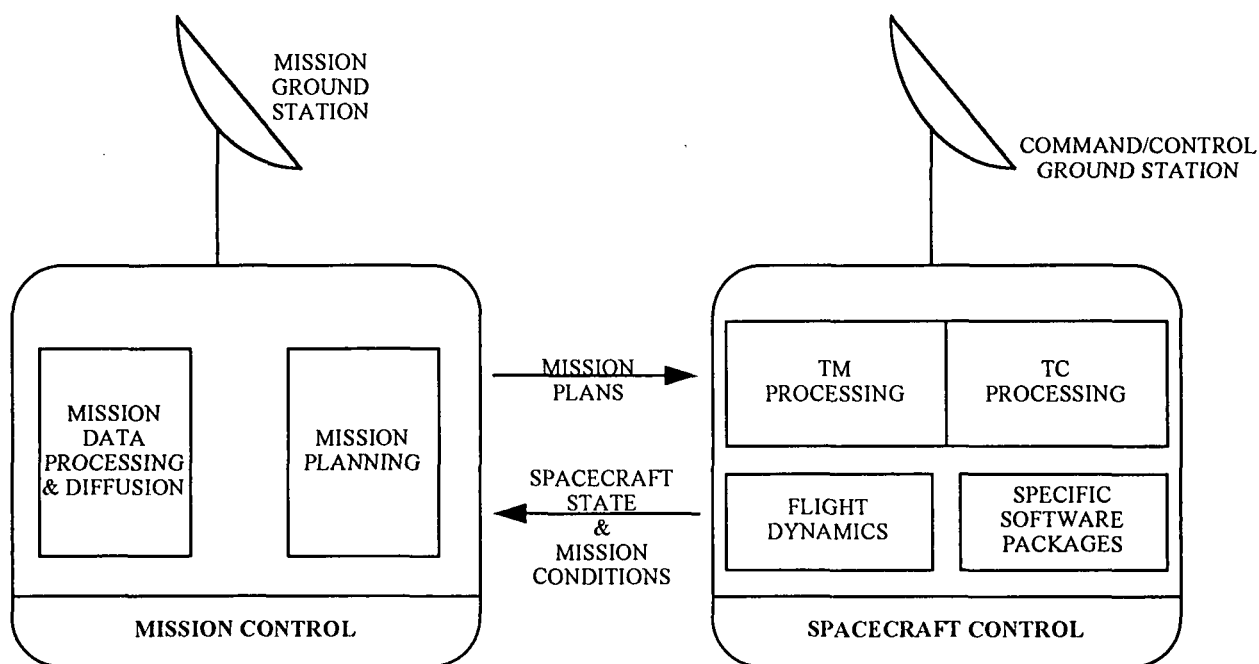 MISSION
GROUND
STATION
COMMAND/CONTROL
GROUND STATION
MISSION
DATA
PROCESSING
& DIFFUSION
MISSION
PLANNING
MISSION
PLANS
SPACECRAFT
STATE
&
MISSION
CONDITIONS
TM
PROCESSING
TC
PROCESSING
FLIGHT
DYNAMICS
SPECIFIC
SOFTWARE
PACKAGES
MISSION CONTROL
SPACECRAFT CONTROL